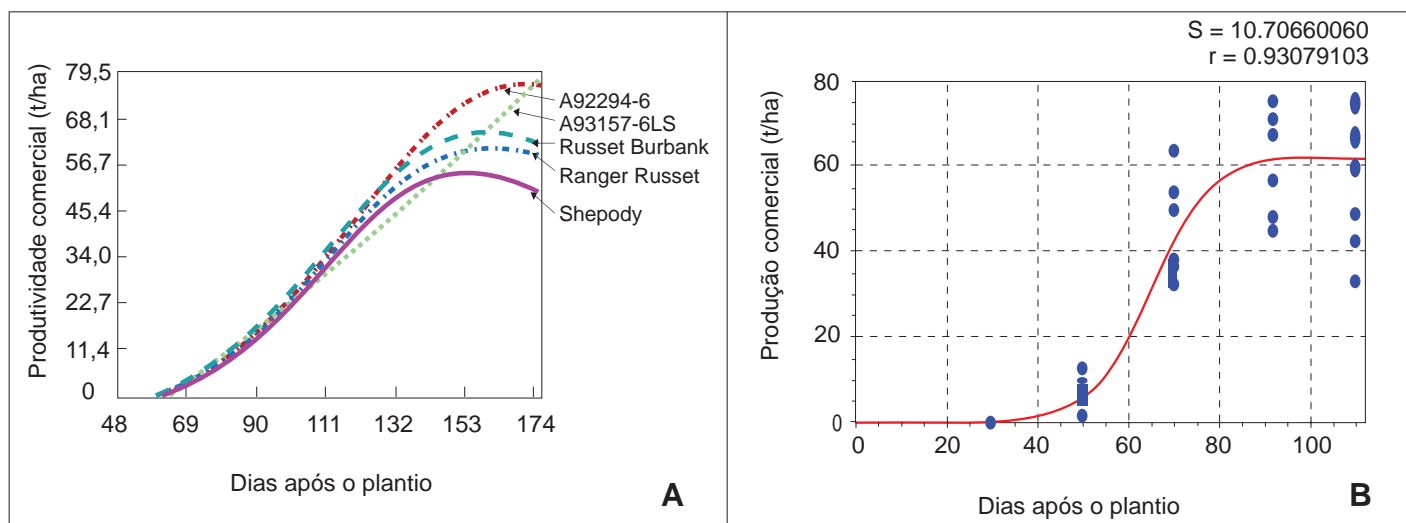 Produtividade comercial (t/ha)
79,5
68,1
56,7
45,4
34,0
22,7
11,4
0
48 69 90 111 132 153 174
A92294-6
A93157-6LS
Russet Burbank
Ranger Russet
Shepody
Dias após o plantio
A
S = 10.70660060
r = 0.93079103
Produção comercial (t/ha)
80
60
40
20
0
0 20 40 60 80 100
Dias após o plantio
B